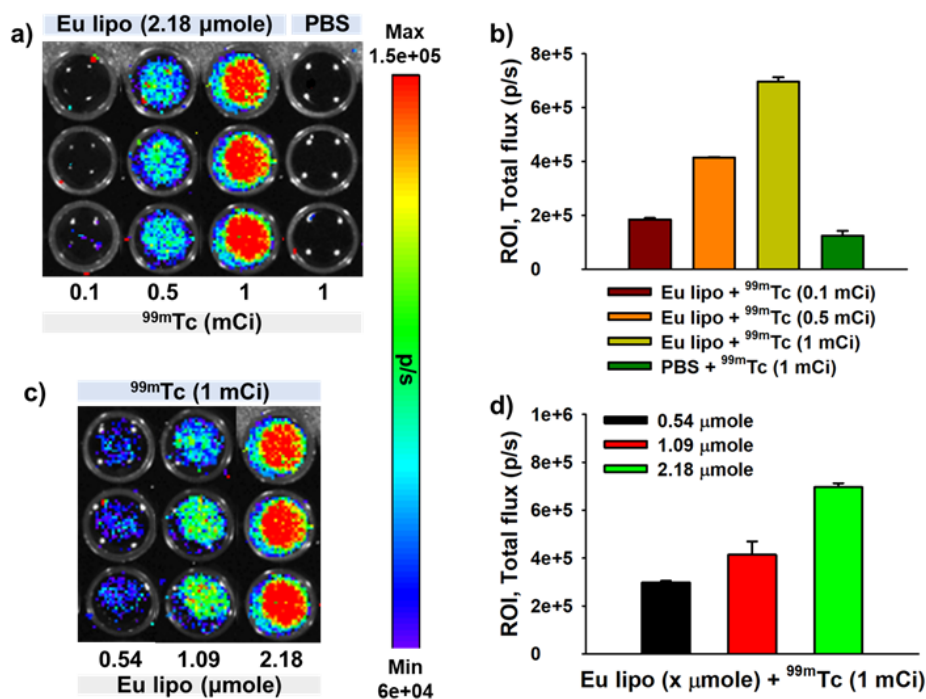 a)
Eu lipo (2.18 µmole) PBS
0.1 0.5 1 1
⁹⁹ᵐTc (mCi)
Max
1.5e+05
p/s
Min
6e+04
b)
ROI, Total flux (p/s)
8e+5
6e+5
4e+5
2e+5
0
Eu lipo + ⁹⁹ᵐTc (0.1 mCi)
Eu lipo + ⁹⁹ᵐTc (0.5 mCi)
Eu lipo + ⁹⁹ᵐTc (1 mCi)
PBS + ⁹⁹ᵐTc (1 mCi)
c)
⁹⁹ᵐTc (1 mCi)
0.54 1.09 2.18
Eu lipo (µmole)
d)
ROI, Total flux (p/s)
1e+6
8e+5
6e+5
4e+5
2e+5
0
0.54 µmole
1.09 µmole
2.18 µmole
Eu lipo (x µmole) + ⁹⁹ᵐTc (1 mCi)